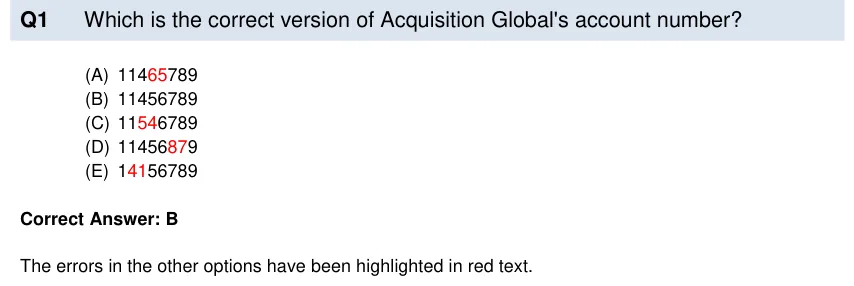 Q1 Which is the correct version of Acquisition Global's account number?
(A) 11465789
(B) 11456789
(C) 11546789
(D) 11456879
(E) 14156789
Correct Answer: B
The errors in the other options have been highlighted in red text.